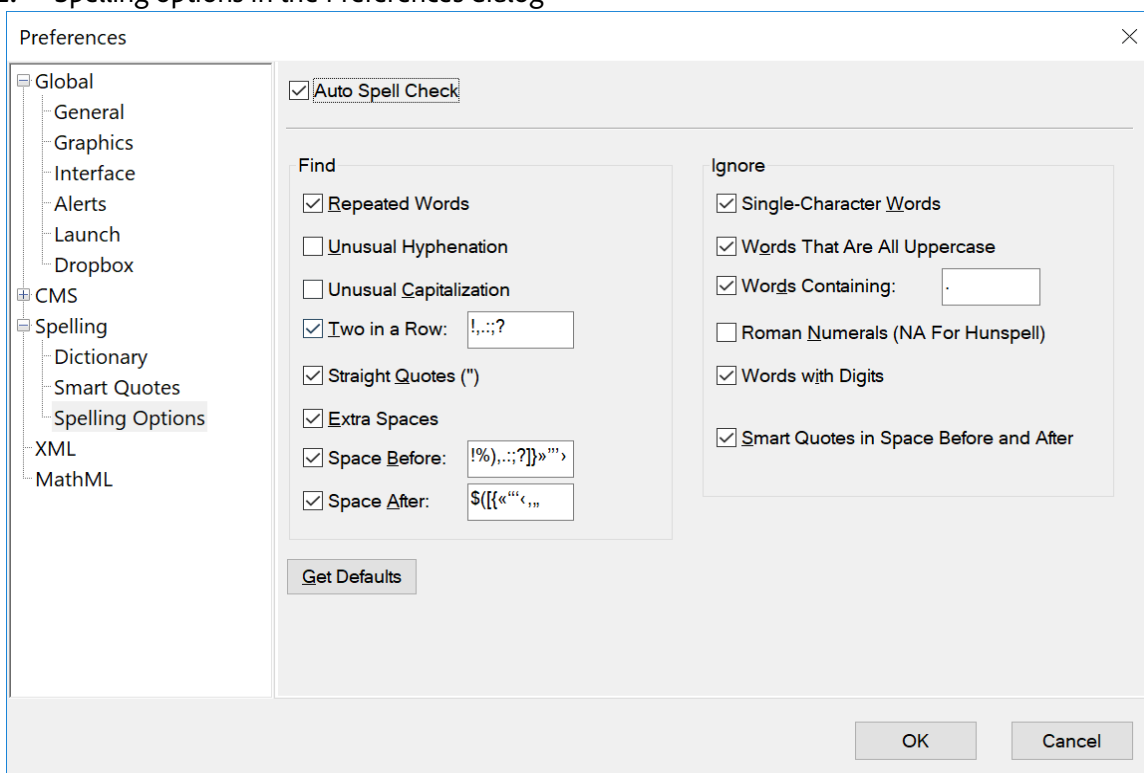 Spelling options in the Preferences dialog
Preferences
Global
General
Graphics
Interface
Alerts
Launch
Dropbox
CMS
Spelling
Dictionary
Smart Quotes
Spelling Options
XML
MathML
Auto Spell Check
Find
Repeated Words
Unusual Hyphenation
Unusual Capitalization
Two in a Row: !,.:;?
Straight Quotes (")
Extra Spaces
Space Before: !%),.:;?]}»”’›
Space After: $([{«“‘‹‚„
Get Defaults
Ignore
Single-Character Words
Words That Are All Uppercase
Words Containing: .
Roman Numerals (NA For Hunspell)
Words with Digits
Smart Quotes in Space Before and After
OK
Cancel